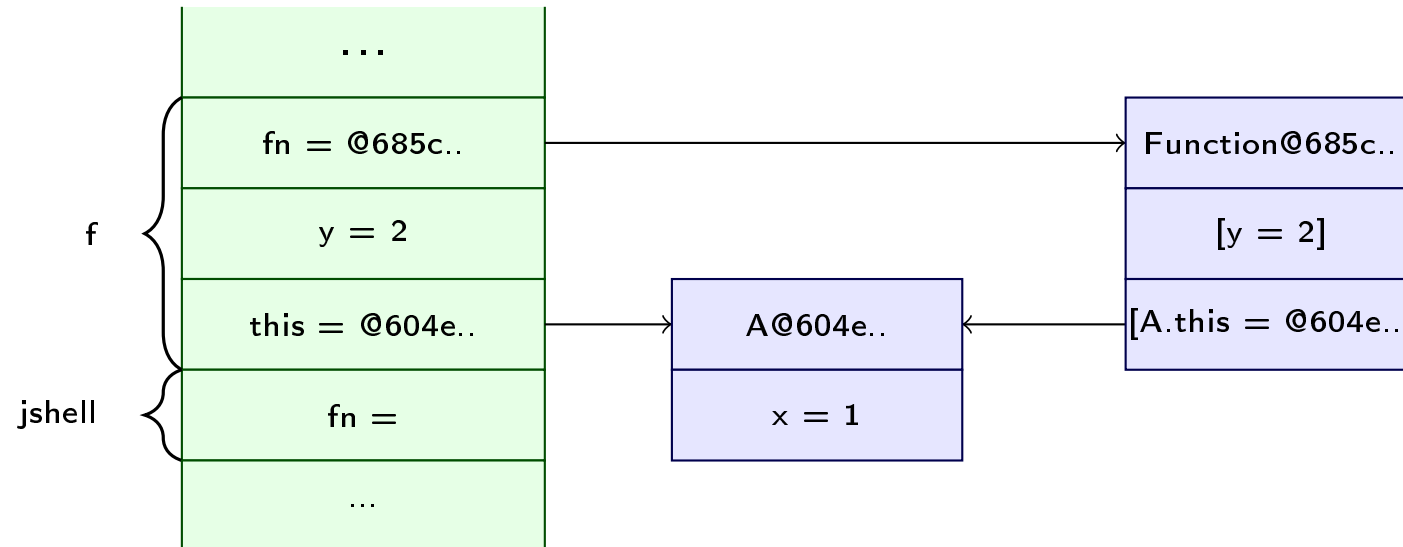 ...
fn = @685c..
Function@685c..
f
y = 2
[y = 2]
this = @604e..
A@604e..
[A.this = @604e..
jshell
fn =
x = 1
...